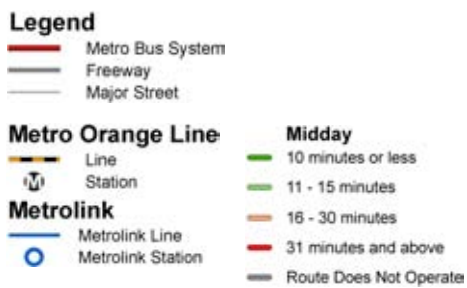 Legend
Metro Bus System
Freeway
Major Street
Metro Orange Line
Line
M
Station
Metrolink
Metrolink Line
Metrolink Station
Midday
10 minutes or less
11 - 15 minutes
16 - 30 minutes
31 minutes and above
Route Does Not Operate